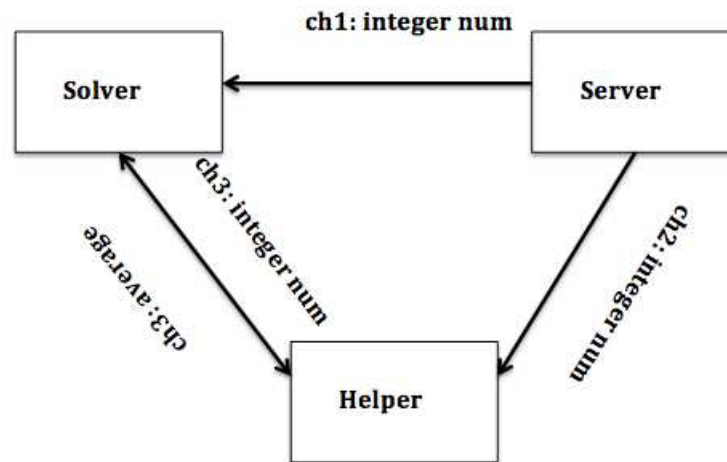 ch1: integer num
Solver
Server
ch3: integer num
ch3: average
ch2: integer num
Helper